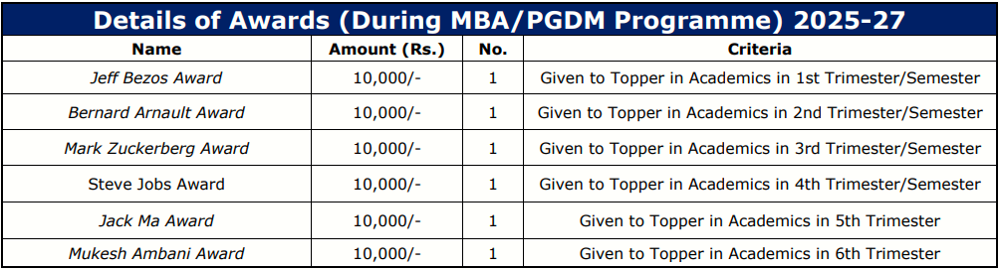 Details of Awards (During MBA/PGDM Programme) 2025-27
Name Amount (Rs.) No. Criteria
Jeff Bezos Award 10,000/- 1 Given to Topper in Academics in 1st Trimester/Semester
Bernard Arnault Award 10,000/- 1 Given to Topper in Academics in 2nd Trimester/Semester
Mark Zuckerberg Award 10,000/- 1 Given to Topper in Academics in 3rd Trimester/Semester
Steve Jobs Award 10,000/- 1 Given to Topper in Academics in 4th Trimester/Semester
Jack Ma Award 10,000/- 1 Given to Topper in Academics in 5th Trimester
Mukesh Ambani Award 10,000/- 1 Given to Topper in Academics in 6th Trimester